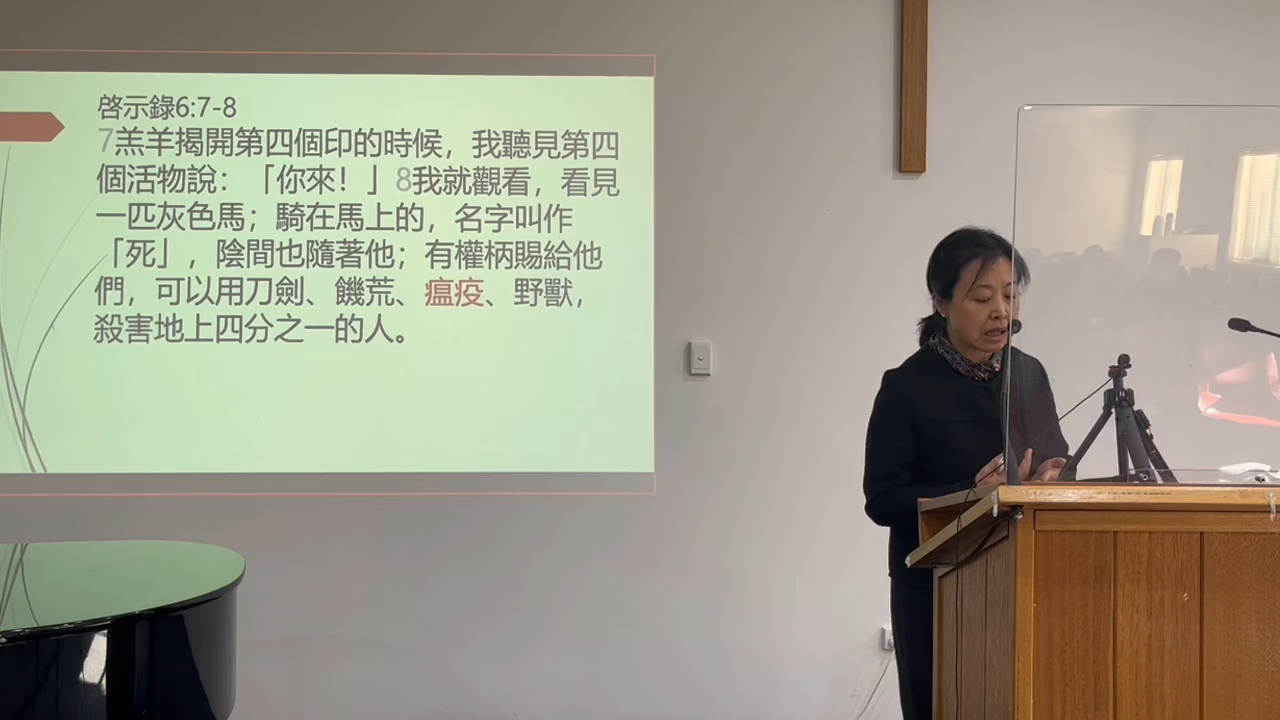 啓示錄6:7-8
7羔羊揭開第四個印的時候，我聽見第四
個活物說：「你來！」8我就觀看，看見
一匹灰色馬；騎在馬上的，名字叫作
「死」，陰間也隨著他；有權柄賜給他
們，可以用刀劍、饑荒、瘟疫、野獸，
殺害地上四分之一的人。